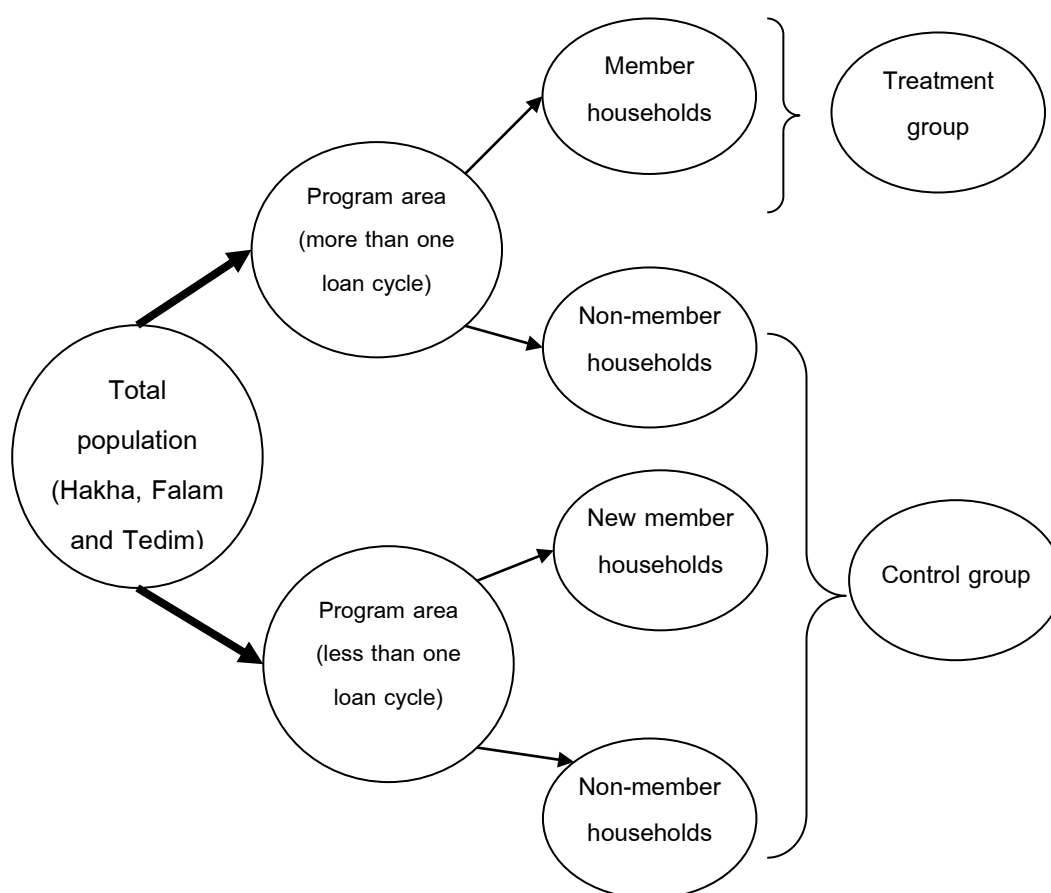 Member
households
Treatment
group
Program area
(more than one
loan cycle)
Non-member
households
Total
population
(Hakha, Falam
and Tedim)
New member
households
Control group
Program area
(less than one
loan cycle)
Non-member
households